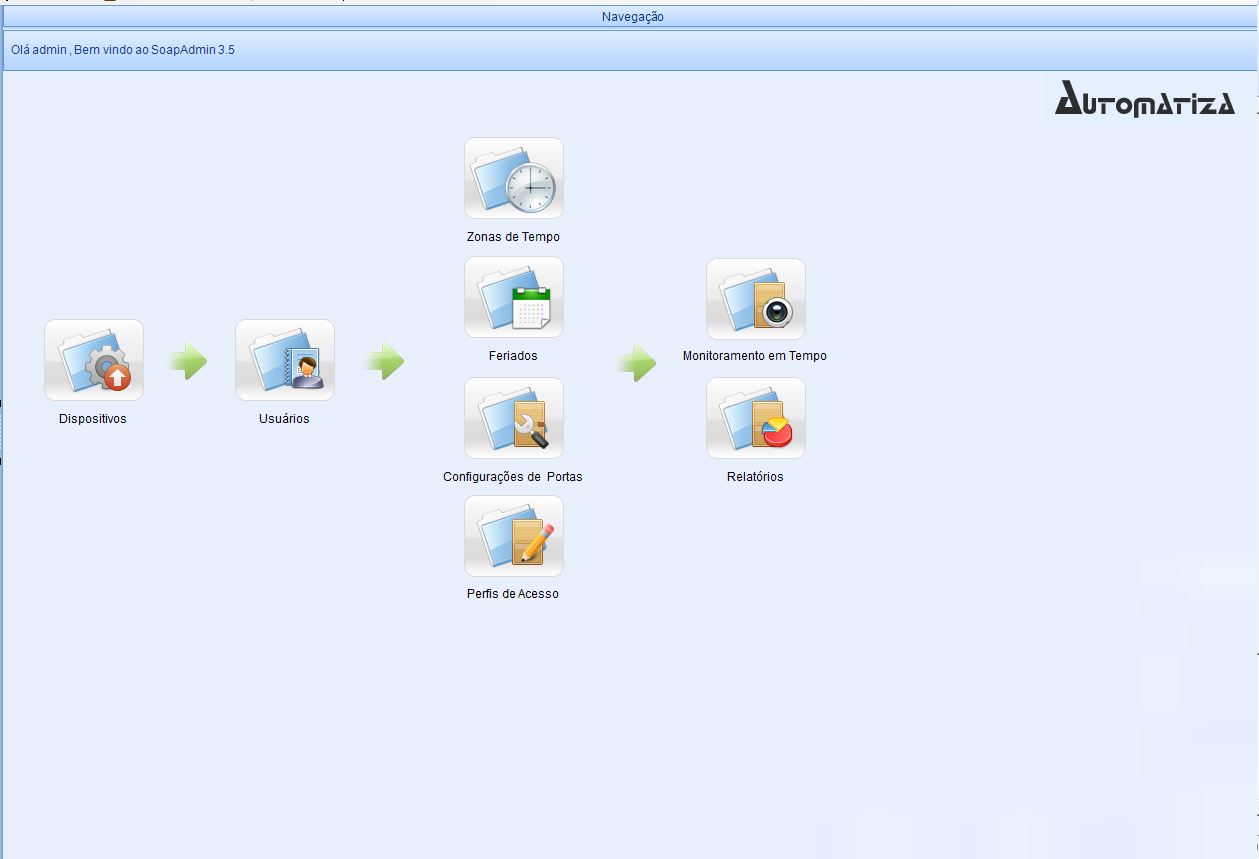 Navegação
Olá admin , Bem vindo ao SoapAdmin 3.5
AUTOMATIZA
Zonas de Tempo
Feriados
Monitoramento em Tempo
Dispositivos
Usuários
Configurações de  Portas
Relatórios
Perfis de Acesso